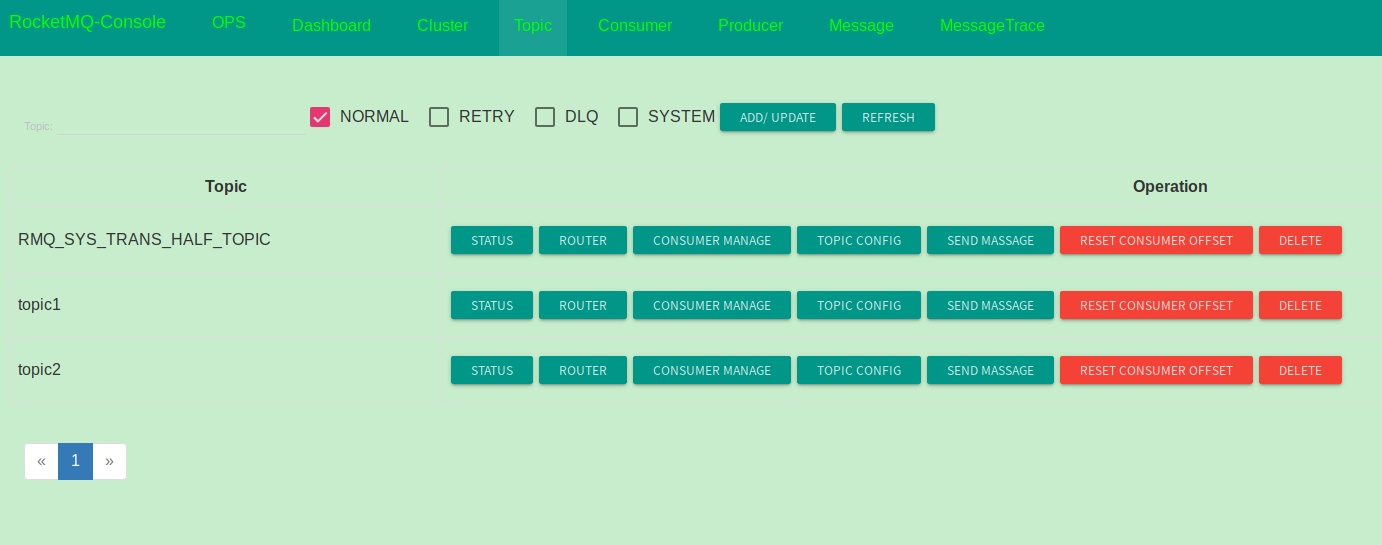 RocketMQ-Console OPS Dashboard Cluster Topic Consumer Producer Message MessageTrace
Topic: NORMAL RETRY DLQ SYSTEM ADD/ UPDATE REFRESH
Topic Operation
RMQ_SYS_TRANS_HALF_TOPIC STATUS ROUTER CONSUMER MANAGE TOPIC CONFIG SEND MASSAGE RESET CONSUMER OFFSET DELETE
topic1 STATUS ROUTER CONSUMER MANAGE TOPIC CONFIG SEND MASSAGE RESET CONSUMER OFFSET DELETE
topic2 STATUS ROUTER CONSUMER MANAGE TOPIC CONFIG SEND MASSAGE RESET CONSUMER OFFSET DELETE
« 1 »